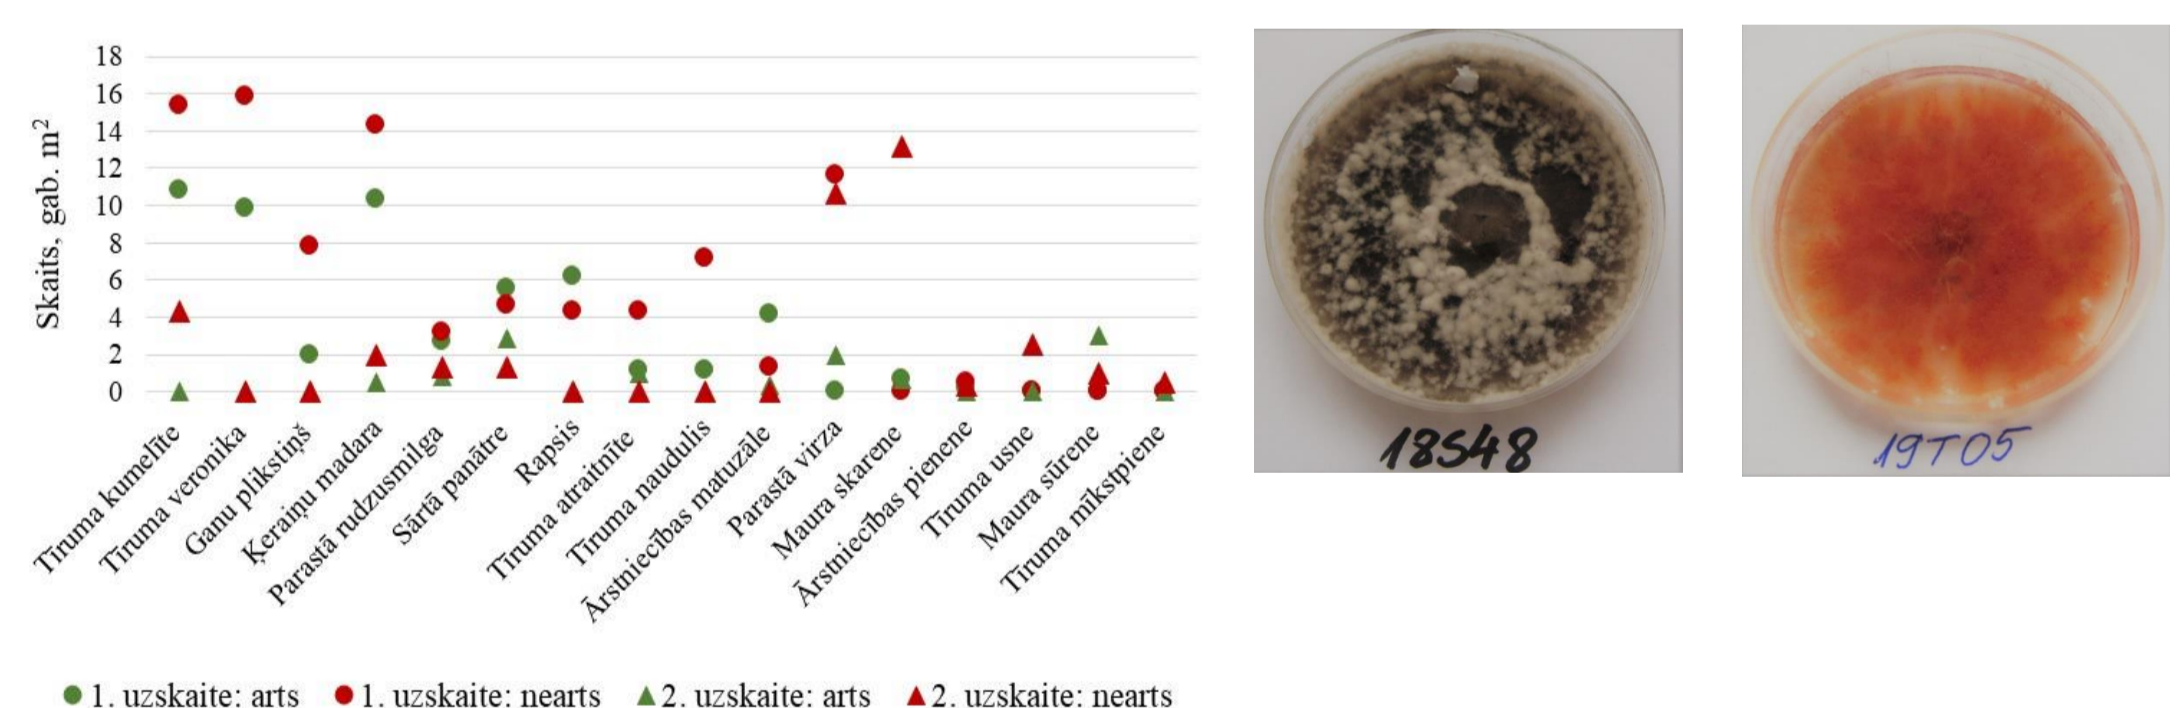 Skaits, gab. m²
18
16
14
12
10
8
6
4
2
0
Tīruma kumelīte
Tīruma veronika
Ganu plikstiņš
Ķeraiņu madara
Parastā rudzusmilga
Sārtā panātre
Rapsis
Tīruma atraitnīte
Tīruma naudulis
Ārstniecības matuzāle
Parastā virza
Maura skarene
Ārstniecības pienene
Tīruma usne
Maura sūrene
Tīruma mīkstpiene
1. uzskaite: arts
1. uzskaite: nearts
2. uzskaite: arts
2. uzskaite: nearts
18S48
19T05